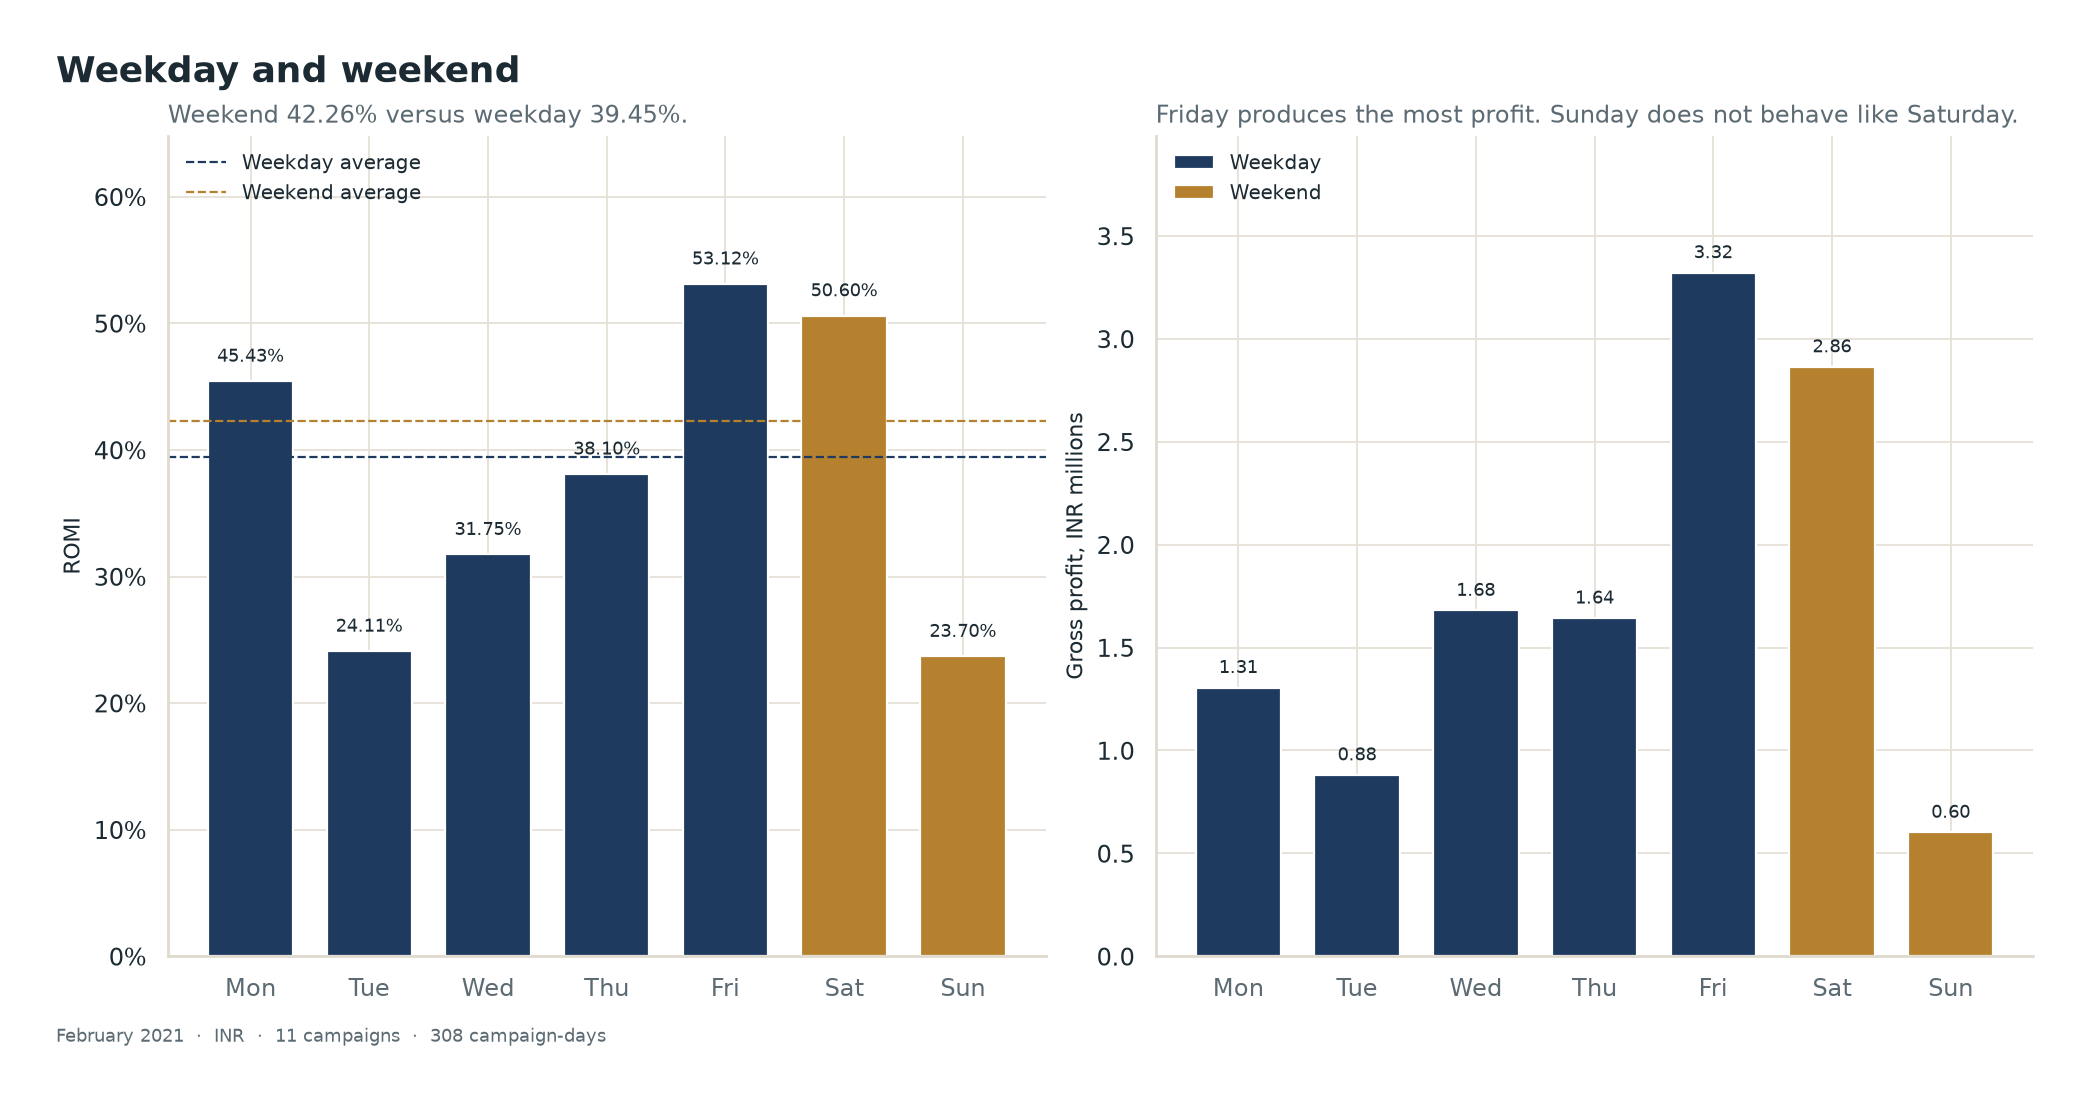 Weekday and weekend
Weekend 42.26% versus weekday 39.45%.
Weekday average
Weekend average
60%
50%
40%
30%
20%
10%
0%
ROMI
45.43%
24.11%
31.75%
38.10%
53.12%
50.60%
23.70%
Mon
Tue
Wed
Thu
Fri
Sat
Sun
Friday produces the most profit. Sunday does not behave like Saturday.
Weekday
Weekend
3.5
3.0
2.5
2.0
1.5
1.0
0.5
0.0
Gross profit, INR millions
1.31
0.88
1.68
1.64
3.32
2.86
0.60
Mon
Tue
Wed
Thu
Fri
Sat
Sun
February 2021 · INR · 11 campaigns · 308 campaign-days